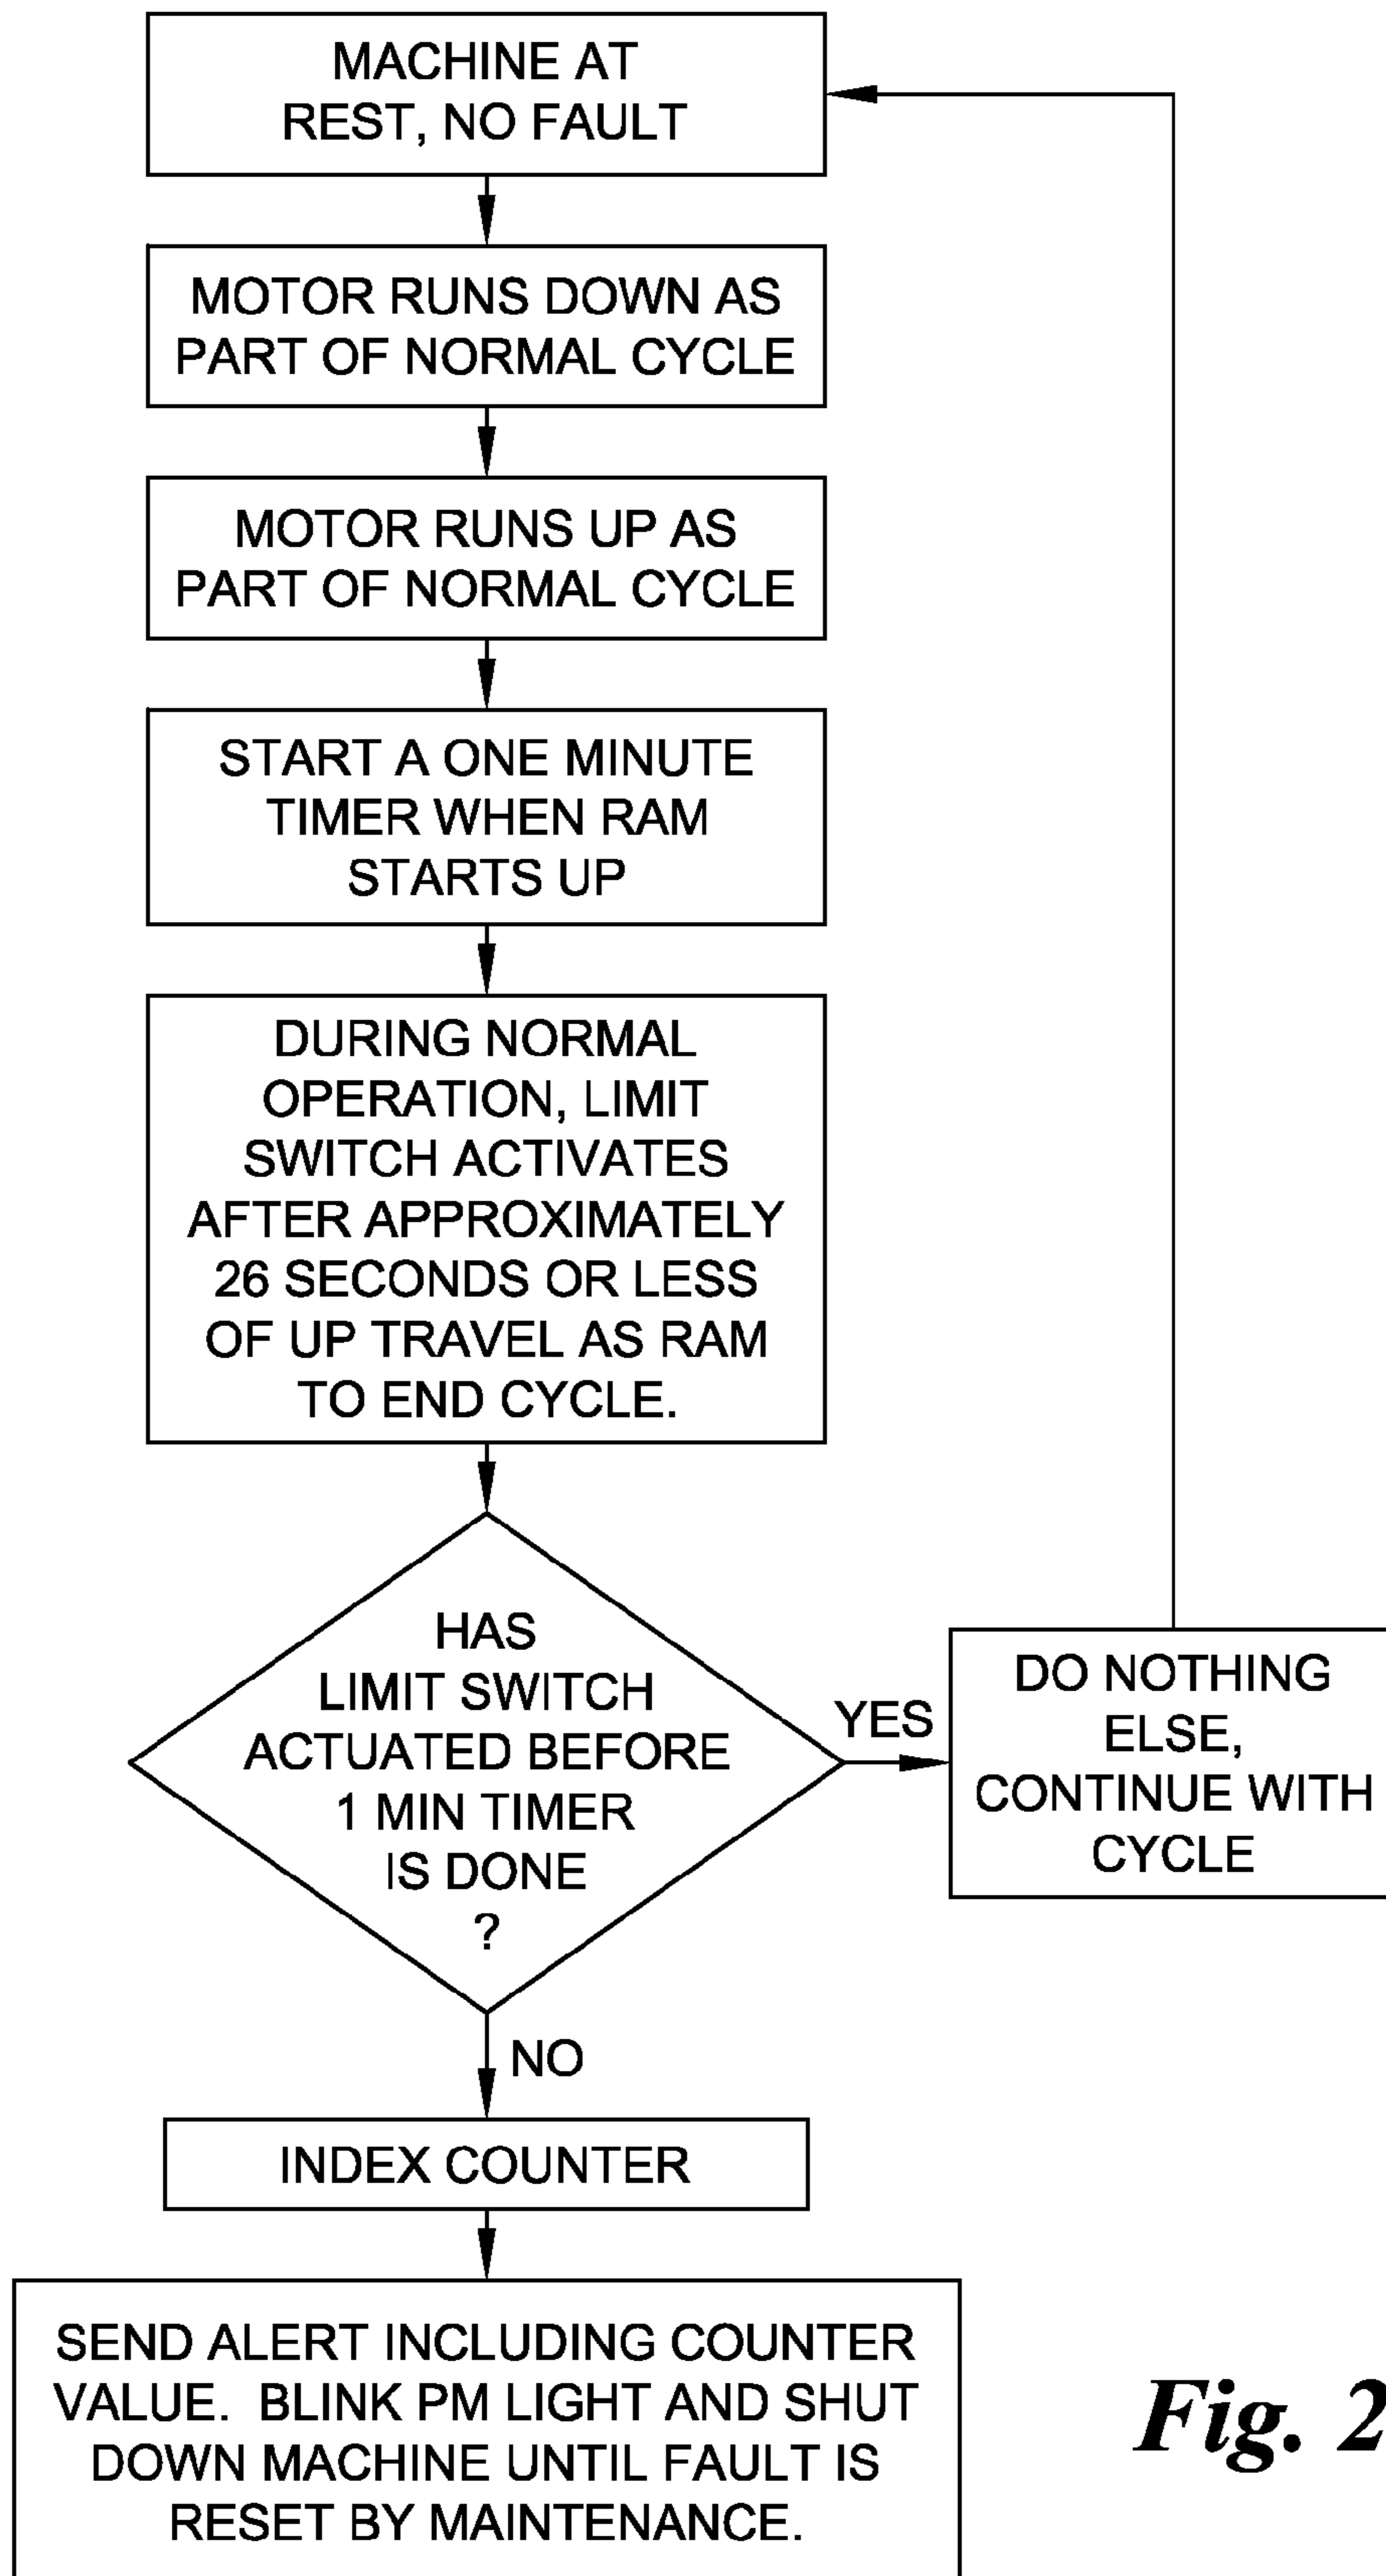 MACHINE AT
REST, NO FAULT
MOTOR RUNS DOWN AS
PART OF NORMAL CYCLE
MOTOR RUNS UP AS
PART OF NORMAL CYCLE
START A ONE MINUTE
TIMER WHEN RAM
STARTS UP
DURING NORMAL
OPERATION, LIMIT
SWITCH ACTIVATES
AFTER APPROXIMATELY
26 SECONDS OR LESS
OF UP TRAVEL AS RAM
TO END CYCLE.
HAS
LIMIT SWITCH
ACTUATED BEFORE
1 MIN TIMER
IS DONE
?
YES
DO NOTHING
ELSE,
CONTINUE WITH
CYCLE
NO
INDEX COUNTER
SEND ALERT INCLUDING COUNTER
VALUE. BLINK PM LIGHT AND SHUT
DOWN MACHINE UNTIL FAULT IS
RESET BY MAINTENANCE.
Fig. 2